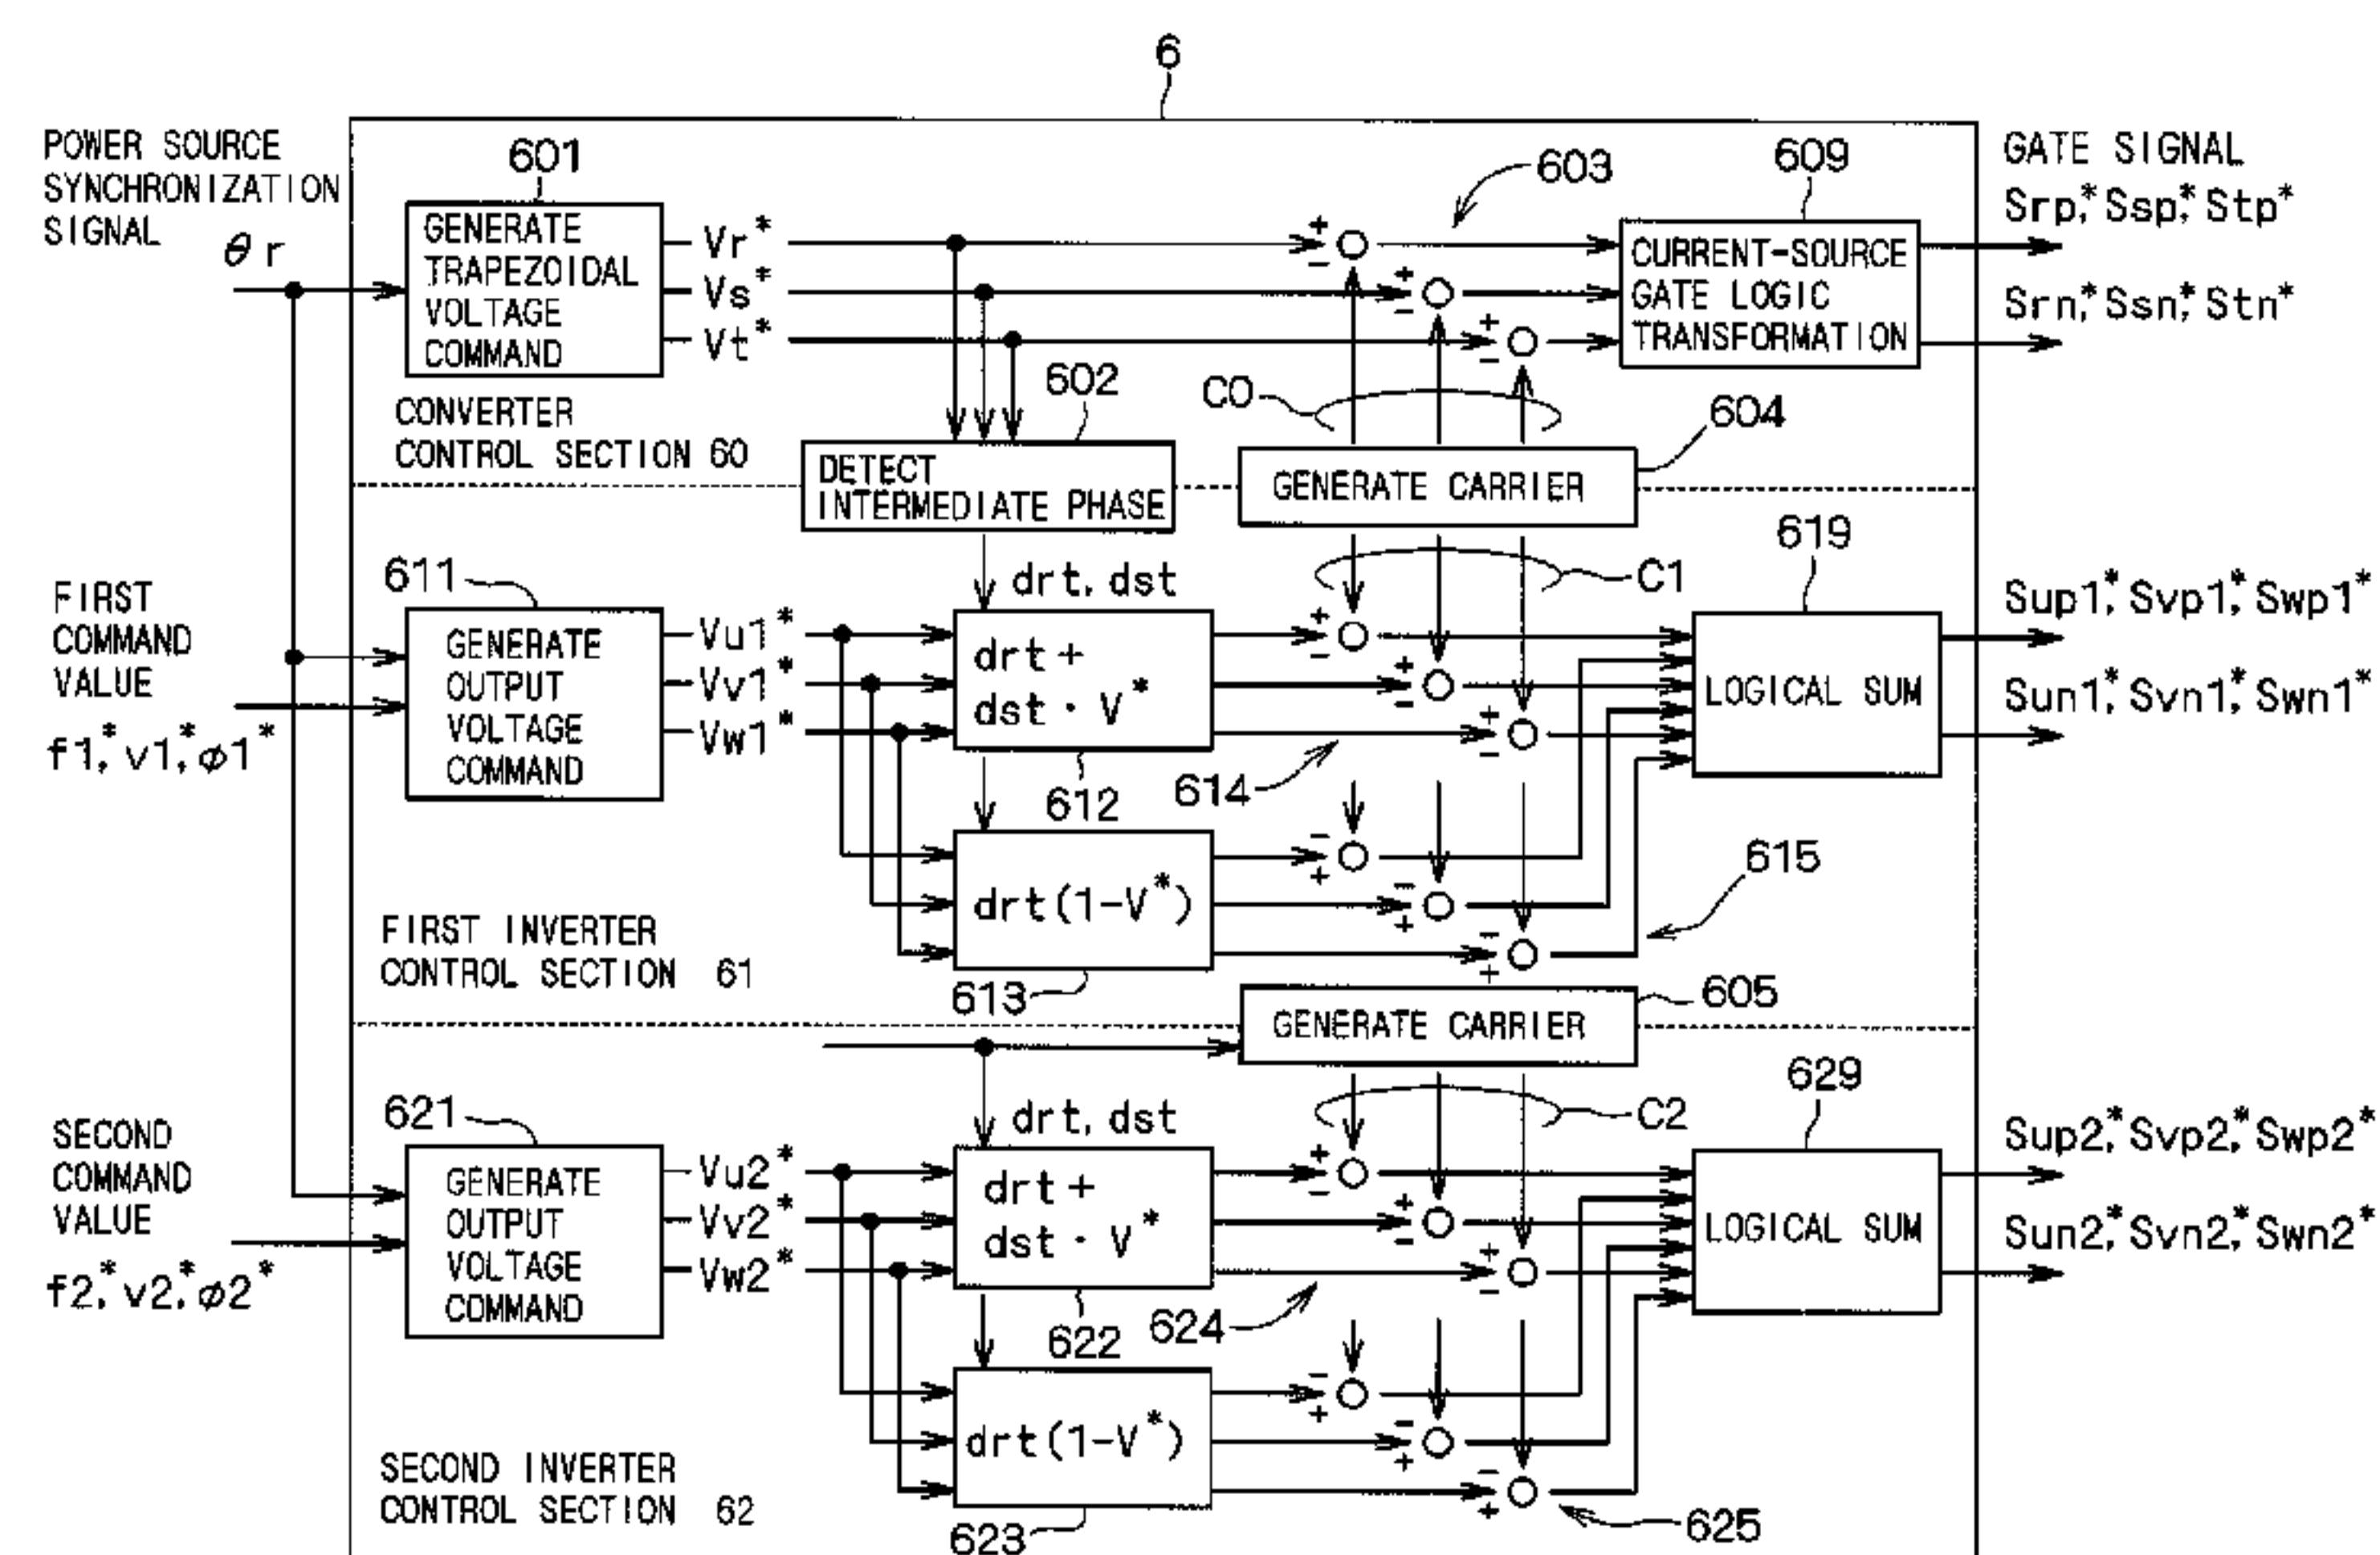 6
POWER SOURCE
SYNCHRONIZATION
SIGNAL
θr
601
GENERATE
TRAPEZOIDAL
VOLTAGE
COMMAND
Vr*
Vs*
Vt*
+
−
+
−
+
−
603
609
CURRENT-SOURCE
GATE LOGIC
TRANSFORMATION
GATE SIGNAL
Srp,* Ssp,* Stp*
Srn,* Ssn,* Stn*
CONVERTER
CONTROL SECTION 60
602
DETECT
INTERMEDIATE PHASE
C0
604
GENERATE CARRIER
FIRST
COMMAND
VALUE
f1,* v1,* φ1*
611
GENERATE
OUTPUT
VOLTAGE
COMMAND
Vu1*
Vv1*
Vw1*
drt, dst
drt +
dst · V*
612
C1
+
−
+
−
+
−
614
619
LOGICAL SUM
Sup1,* Svp1,* Swp1*
Sun1,* Svn1,* Swn1*
drt(1-V*)
613
−
+
−
+
−
+
615
FIRST INVERTER
CONTROL SECTION 61
605
GENERATE CARRIER
SECOND
COMMAND
VALUE
f2,* v2,* φ2*
621
GENERATE
OUTPUT
VOLTAGE
COMMAND
Vu2*
Vv2*
Vw2*
drt, dst
drt +
dst · V*
622
C2
+
−
+
−
+
−
624
629
LOGICAL SUM
Sup2,* Svp2,* Swp2*
Sun2,* Svn2,* Swn2*
drt(1-V*)
623
−
+
−
+
−
+
625
SECOND INVERTER
CONTROL SECTION 62